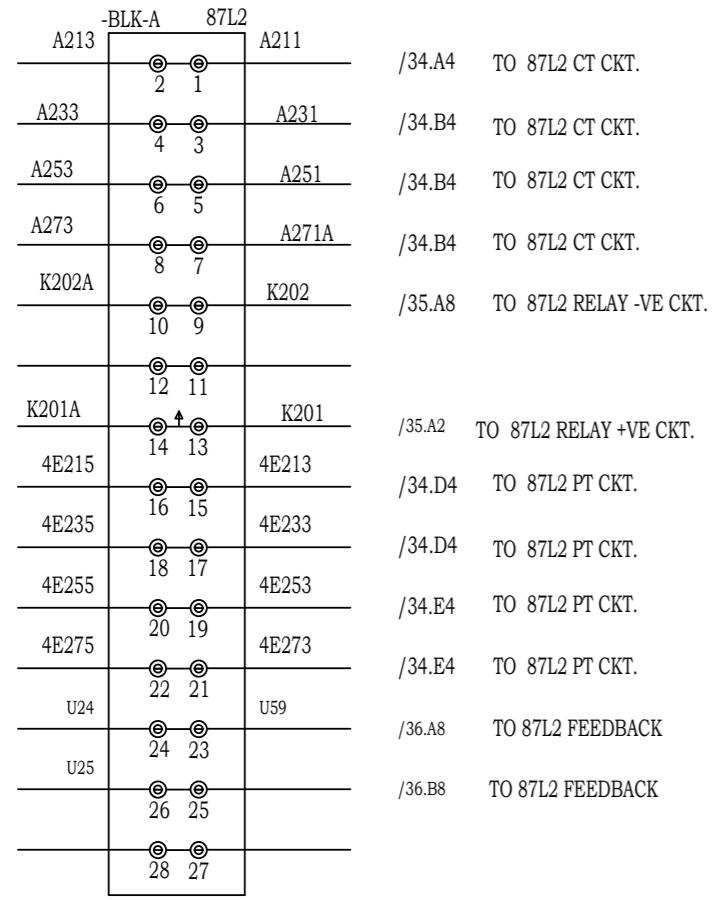 -BLK-A 87L2
A213 A211 /34.A4 TO 87L2 CT CKT.
2 1
A233 A231 /34.B4 TO 87L2 CT CKT.
4 3
A253 A251 /34.B4 TO 87L2 CT CKT.
6 5
A273 A271A /34.B4 TO 87L2 CT CKT.
8 7
K202A K202 /35.A8 TO 87L2 RELAY -VE CKT.
10 9
12 11
K201A K201 /35.A2 TO 87L2 RELAY +VE CKT.
14 13
4E215 4E213 /34.D4 TO 87L2 PT CKT.
16 15
4E235 4E233 /34.D4 TO 87L2 PT CKT.
18 17
4E255 4E253 /34.E4 TO 87L2 PT CKT.
20 19
4E275 4E273 /34.E4 TO 87L2 PT CKT.
22 21
U24 U59 /36.A8 TO 87L2 FEEDBACK
24 23
U25 /36.B8 TO 87L2 FEEDBACK
26 25
28 27